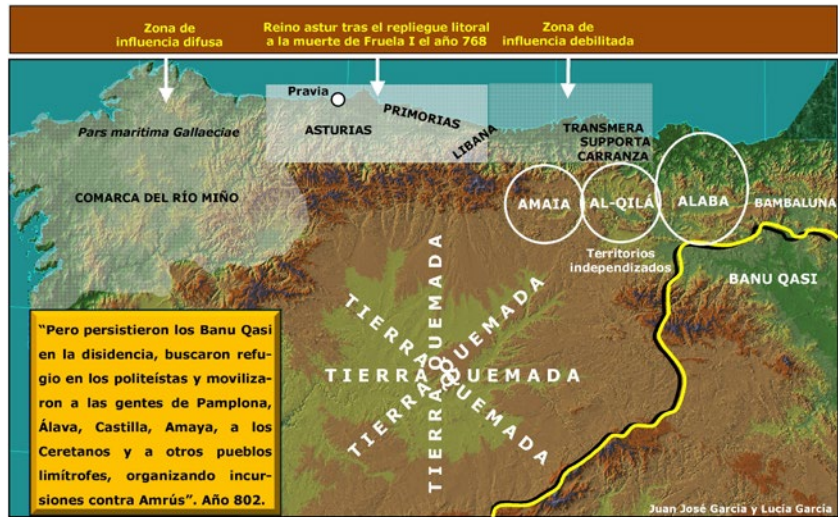 Zona de
influencia difusa
Reino astur tras el repliegue litoral
a la muerte de Fruela I el año 768
Zona de
influencia debilitada
Pravia
Pars maritima Gallaeciae
ASTURIAS
PRIMORIAS
LIBANA
TRANSMERA
SUPPORTA
CARRANZA
COMARCA DEL RÍO MIÑO
AMAIA
AL-QILÁ
ALABA
BAMBALUNA
Territorios
independizados
BANU QASI
TIERRA QUEMADA
TIERRA QUEMADA
TIERRA QUEMADA
TIERRA QUEMADA
“Pero persistieron los Banu Qasi
en la disidencia, buscaron refu-
gio en los politeístas y moviliza-
ron a las gentes de Pamplona,
Álava, Castilla, Amaya, a los
Ceretanos y a otros pueblos
limítrofes, organizando incur-
siones contra Amrús”. Año 802.
Juan José García y Lucía García